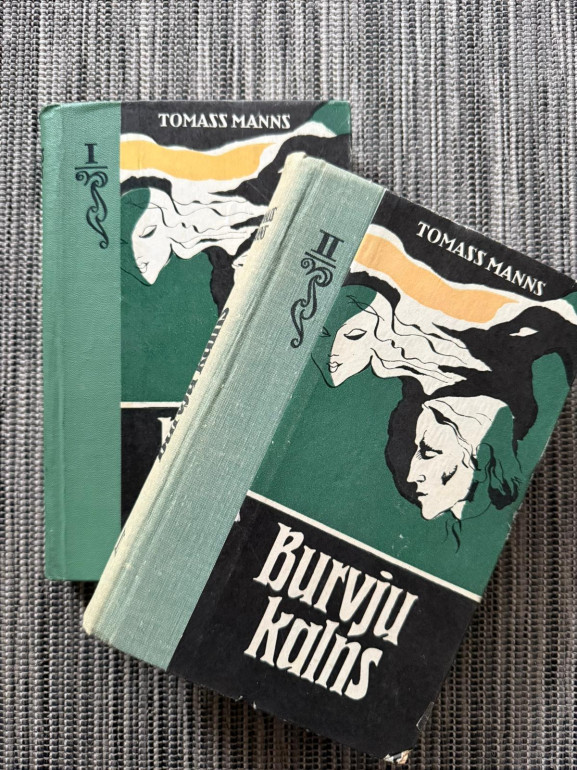 TOMASS MANNS
I
II
TOMASS MANNS
Burvju
kalns